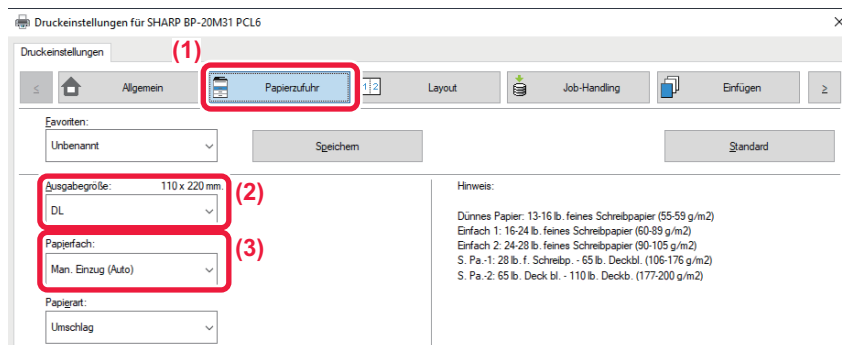 Druckeinstellungen für SHARP BP-20M31 PCL6
Druckeinstellungen
(1)
Allgemein
Papierzufuhr
1 2
Layout
Job-Handling
Einfügen
Favoriten:
Unbenannt
Speichern
Standard
Ausgabegröße: 110 x 220 mm.
(2)
DL
Papierfach:
(3)
Man. Einzug (Auto)
Papierart:
Umschlag
Hinweis:
Dünnes Papier: 13-16 lb. feines Schreibpapier (55-59 g/m2)
Einfach 1: 16-24 lb. feines Schreibpapier (60-89 g/m2)
Einfach 2: 24-28 lb. feines Schreibpapier (90-105 g/m2)
S. Pa.-1: 28 lb. f. Schreibp. - 65 lb. Deckbl. (106-176 g/m2)
S. Pa.-2: 65 lb. Deck bl. - 110 lb. Deckb. (177-200 g/m2)